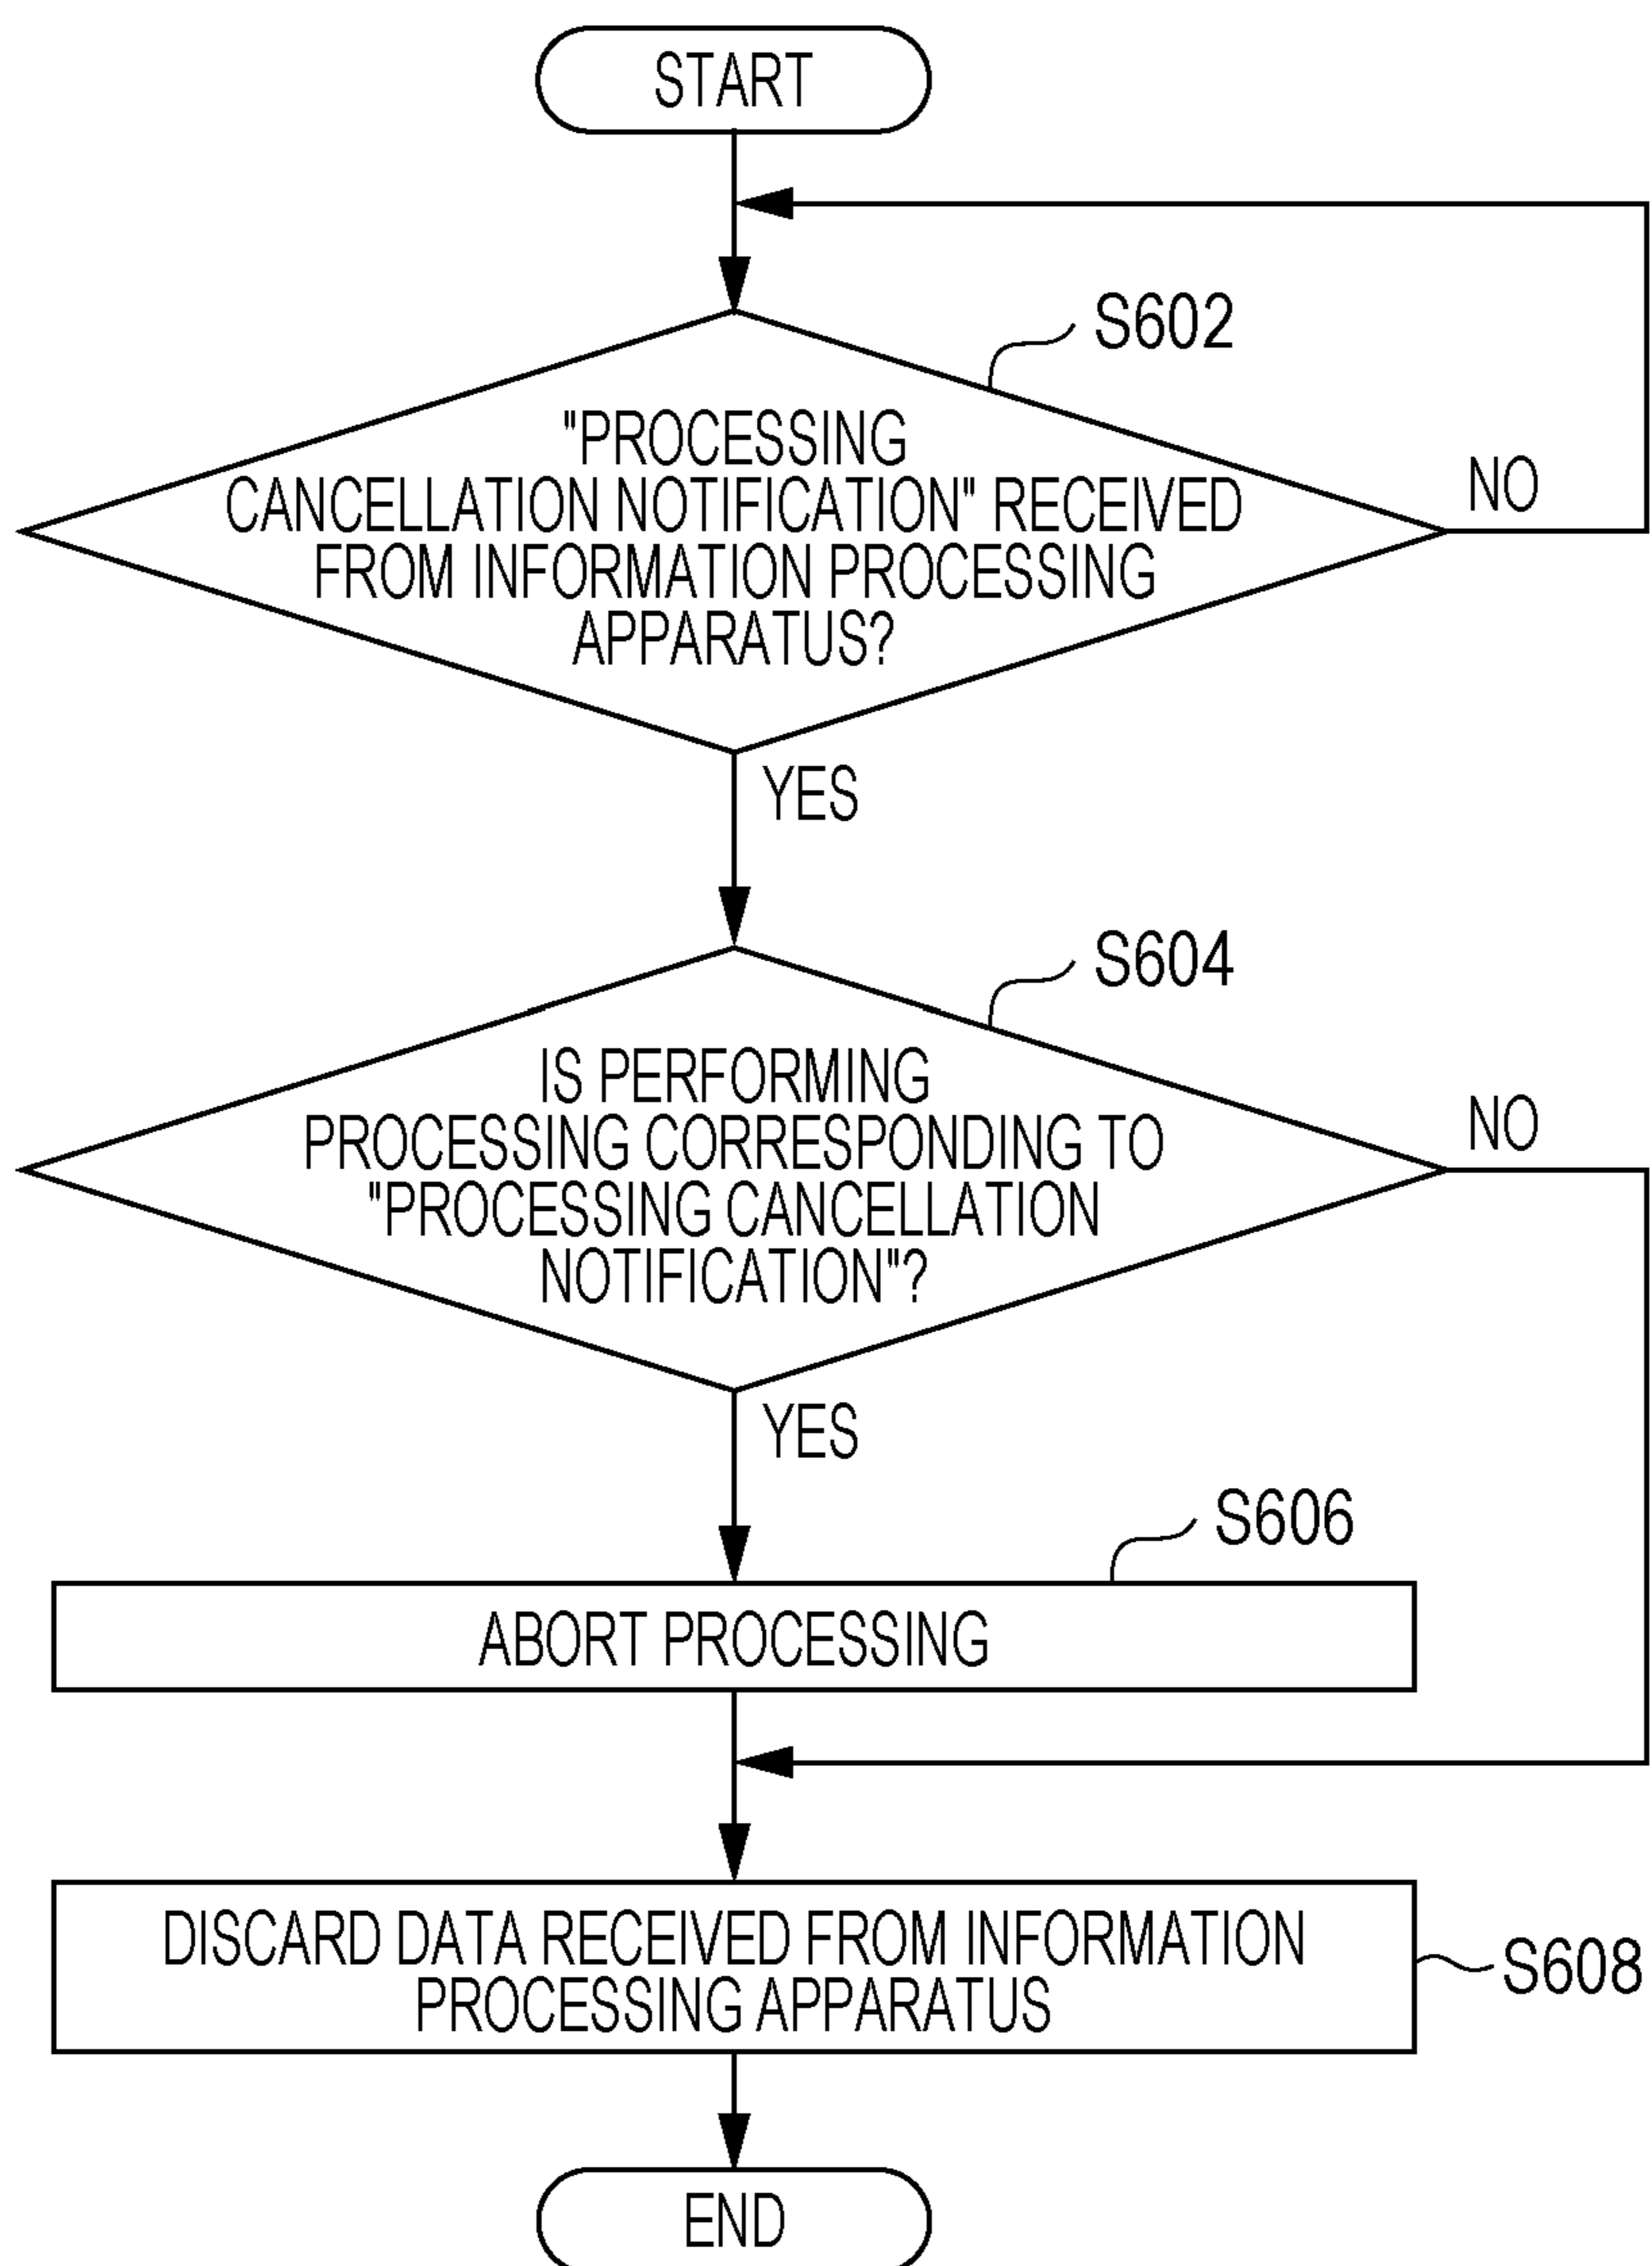 START
S602
"PROCESSING
CANCELLATION NOTIFICATION" RECEIVED
FROM INFORMATION PROCESSING
APPARATUS?
NO
YES
S604
IS PERFORMING
PROCESSING CORRESPONDING TO
"PROCESSING CANCELLATION
NOTIFICATION"?
NO
YES
S606
ABORT PROCESSING
DISCARD DATA RECEIVED FROM INFORMATION
PROCESSING APPARATUS
S608
END